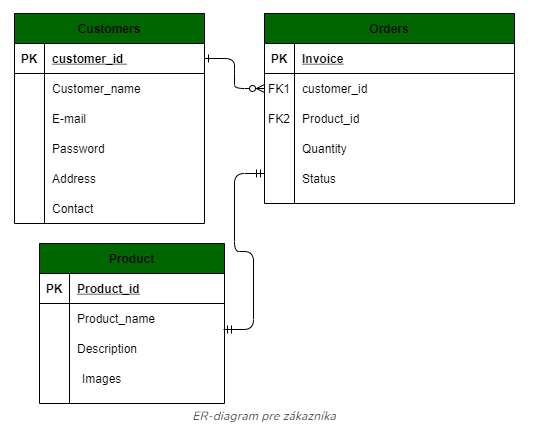 Customers
PK customer_id
Customer_name
E-mail
Password
Address
Contact
Orders
PK Invoice
FK1 customer_id
FK2 Product_id
Quantity
Status
Product
PK Product_id
Product_name
Description
Images
ER-diagram pre zákazníka